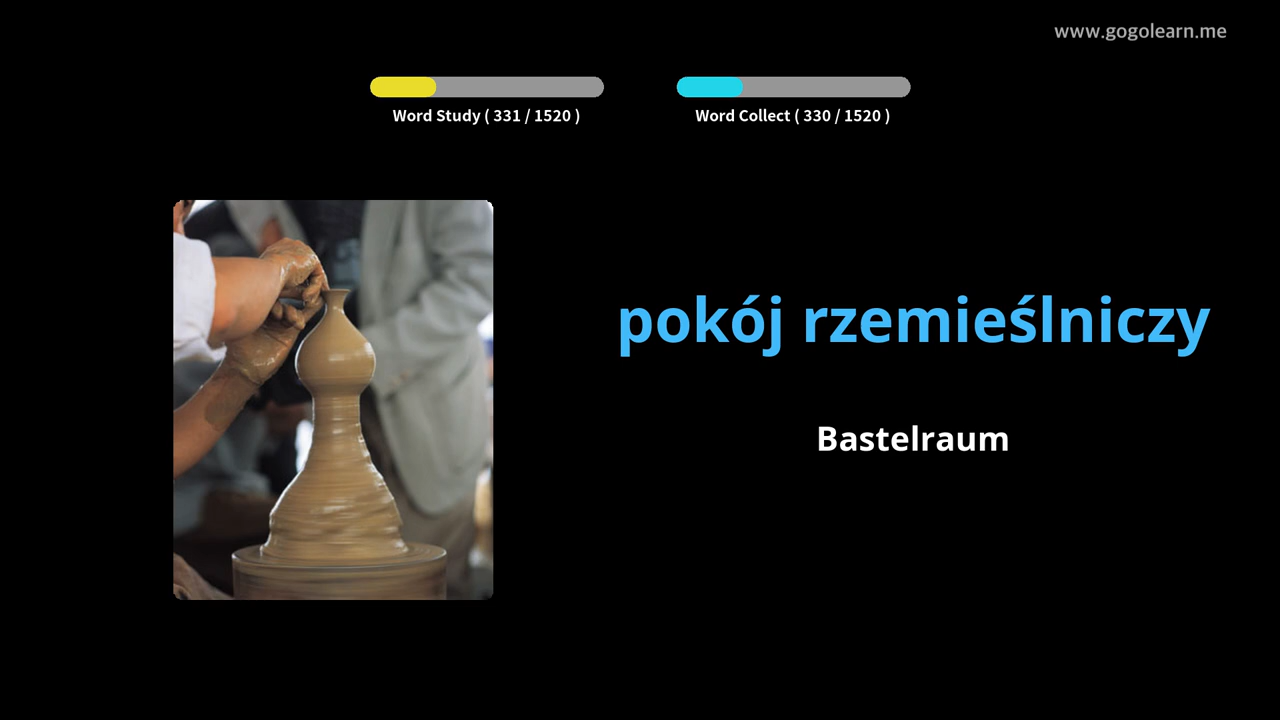 www.gogolearn.me
Word Study ( 331 / 1520 )
Word Collect ( 330 / 1520 )
pokój rzemieślniczy
Bastelraum